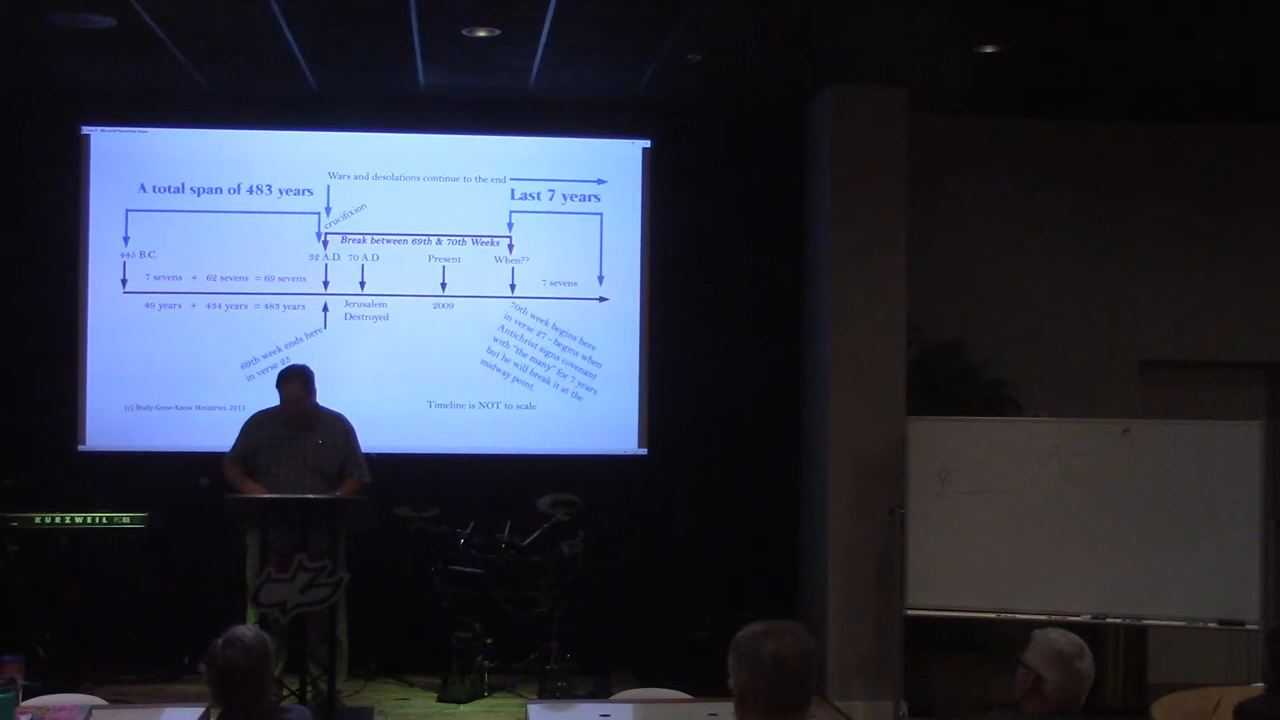 Wars and desolations continue to the end
A total span of 483 years
Last 7 years
crucifixion
Break between 69th & 70th Weeks
445 B.C.
32 A.D.
70 A.D
Present
When??
7 sevens + 62 sevens = 69 sevens
7 sevens
49 years + 434 years = 483 years
Jerusalem
Destroyed
2009
69th week ends here
in verse 25
70th week begins here
in verse 27 - begins when
Antichrist signs covenant
with "the many" for 7 years
but he will break it at the
midway point.
(c) Study-Grow-Know Ministries, 2013
Timeline is NOT to scale
KURZWEIL